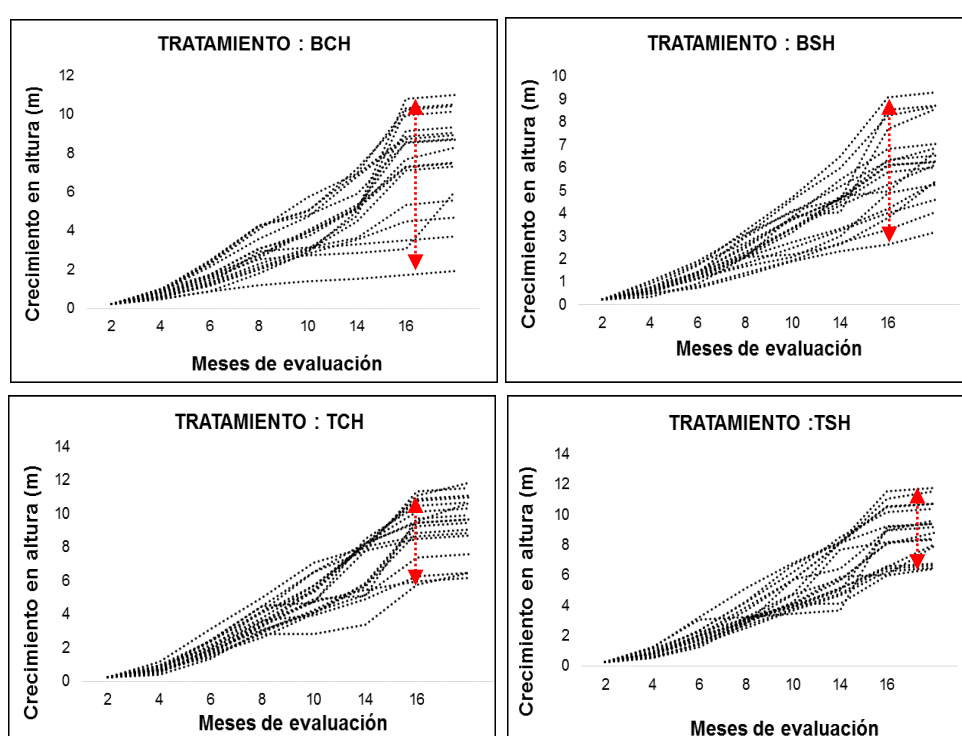 TRATAMIENTO : BCH
Crecimiento en altura (m)
12
10
8
6
4
2
0
2 4 6 8 10 14 16
Meses de evaluación
TRATAMIENTO : BSH
Crecimiento en altura (m)
10
9
8
7
6
5
4
3
2
1
0
2 4 6 8 10 14 16
Meses de evaluación
TRATAMIENTO : TCH
Crecimiento en altura (m)
14
12
10
8
6
4
2
0
2 4 6 8 10 14 16
Meses de evaluación
TRATAMIENTO :TSH
Crecimiento en altura (m)
14
12
10
8
6
4
2
0
2 4 6 8 10 14 16
Meses de evaluación